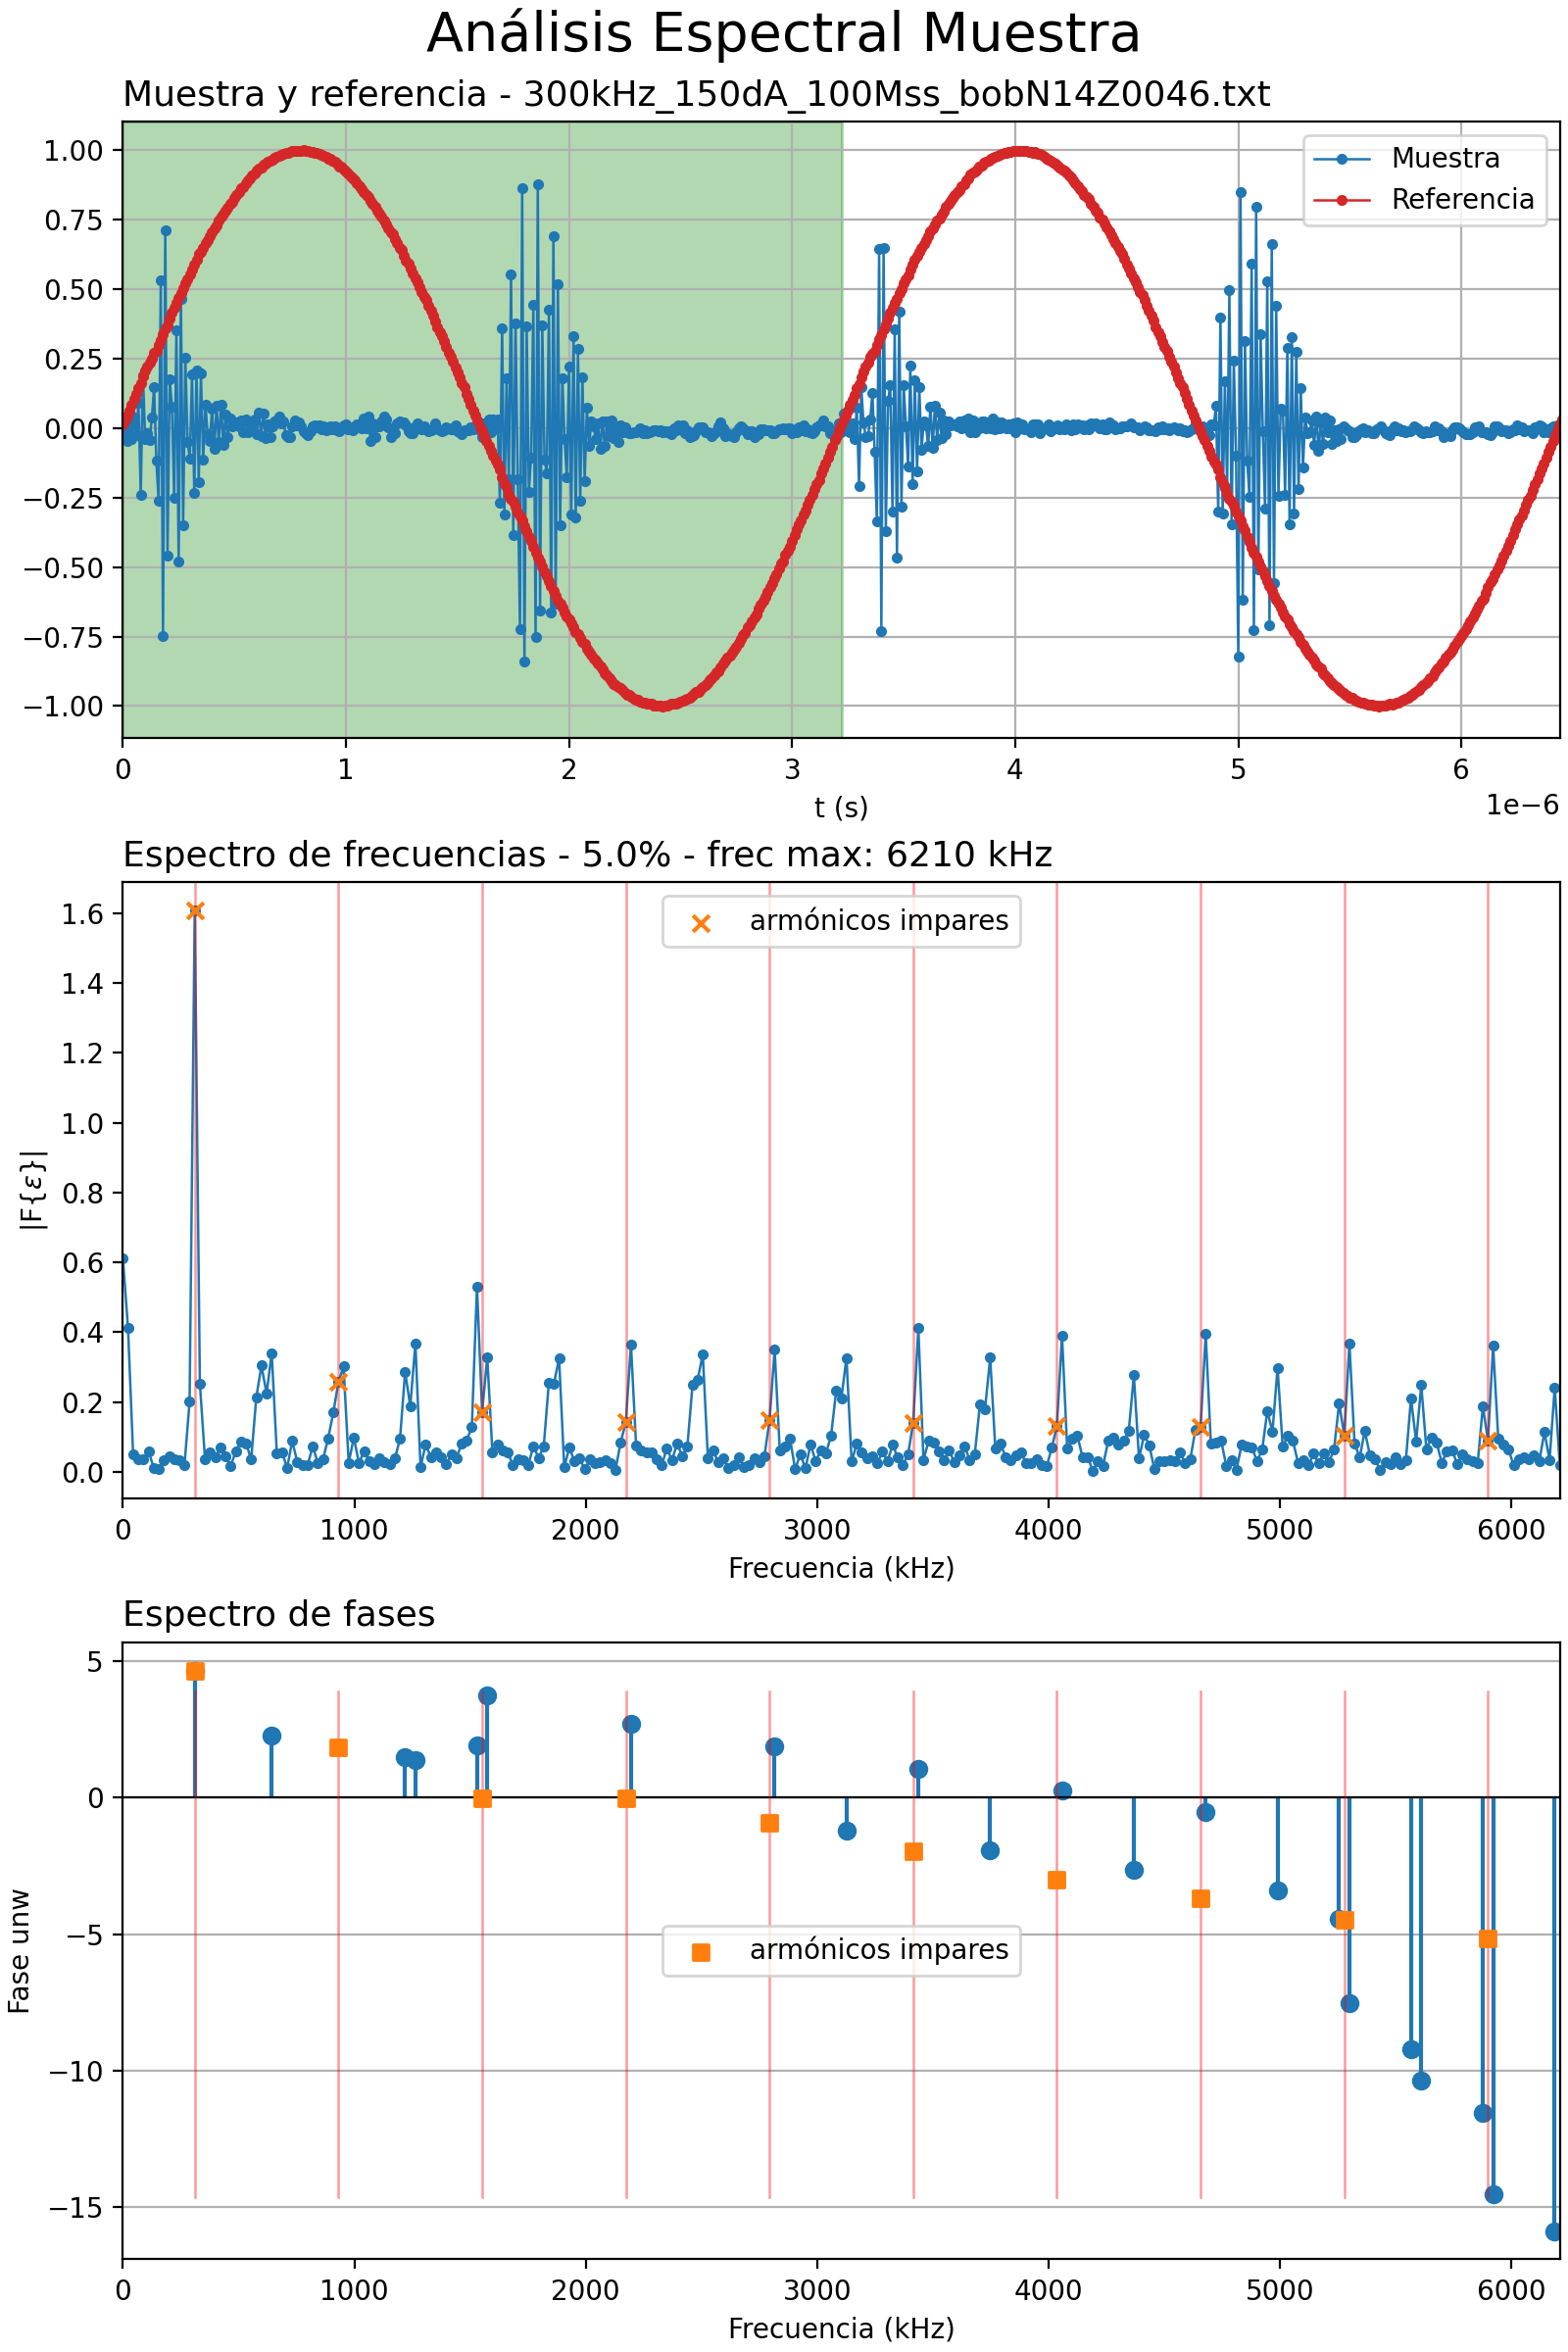 Análisis Espectral Muestra
Muestra y referencia - 300kHz_150dA_100Mss_bobN14Z0046.txt
Muestra
Referencia
1.00
0.75
0.50
0.25
0.00
−0.25
−0.50
−0.75
−1.00
0 1 2 3 4 5 6
1e−6
t (s)
Espectro de frecuencias - 5.0% - frec max: 6210 kHz
armónicos impares
|F{ε}|
1.6
1.4
1.2
1.0
0.8
0.6
0.4
0.2
0.0
0 1000 2000 3000 4000 5000 6000
Frecuencia (kHz)
Espectro de fases
Fase unw
5
0
−5
−10
−15
armónicos impares
0 1000 2000 3000 4000 5000 6000
Frecuencia (kHz)